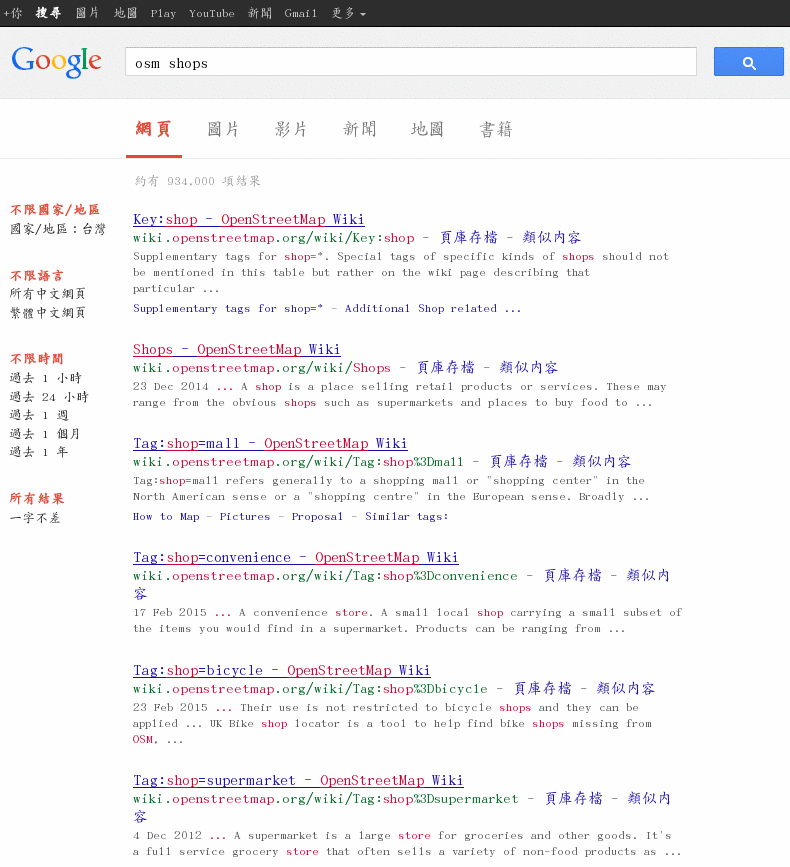 +你 搜尋 圖片 地圖 Play YouTube 新聞 Gmail 更多
Google
osm shops
網頁 圖片 影片 新聞 地圖 書籍
約有 934,000 項結果
不限國家/地區
國家/地區：台灣
不限語言
所有中文網頁
繁體中文網頁
不限時間
過去 1 小時
過去 24 小時
過去 1 週
過去 1 個月
過去 1 年
所有結果
一字不差
Key:shop - OpenStreetMap Wiki
wiki.openstreetmap.org/wiki/Key:shop - 頁庫存檔 - 類似內容
Supplementary tags for shop=*. Special tags of specific kinds of shops should not
be mentioned in this table but rather on the wiki page describing that
particular ...
Supplementary tags for shop=* - Additional Shop related ...
Shops - OpenStreetMap Wiki
wiki.openstreetmap.org/wiki/Shops - 頁庫存檔 - 類似內容
23 Dec 2014 ... A shop is a place selling retail products or services. These may
range from the obvious shops such as supermarkets and places to buy food to ...
Tag:shop=mall - OpenStreetMap Wiki
wiki.openstreetmap.org/wiki/Tag:shop%3Dmall - 頁庫存檔 - 類似內容
Tag:shop=mall refers generally to a shopping mall or "shopping center" in the
North American sense or a "shopping centre" in the European sense. Broadly ...
How to Map - Pictures - Proposal - Similar tags:
Tag:shop=convenience - OpenStreetMap Wiki
wiki.openstreetmap.org/wiki/Tag:shop%3Dconvenience - 頁庫存檔 - 類似內
容
17 Feb 2015 ... A convenience store. A small local shop carrying a small subset of
the items you would find in a supermarket. Products can be ranging from ...
Tag:shop=bicycle - OpenStreetMap Wiki
wiki.openstreetmap.org/wiki/Tag:shop%3Dbicycle - 頁庫存檔 - 類似內容
23 Feb 2015 ... Their use is not restricted to bicycle shops and they can be
applied ... UK Bike shop locator is a tool to help find bike shops missing from
OSM, ...
Tag:shop=supermarket - OpenStreetMap Wiki
wiki.openstreetmap.org/wiki/Tag:shop%3Dsupermarket - 頁庫存檔 - 類似內
容
4 Dec 2012 ... A supermarket is a large store for groceries and other goods. It's
a full service grocery store that often sells a variety of non-food products as ...